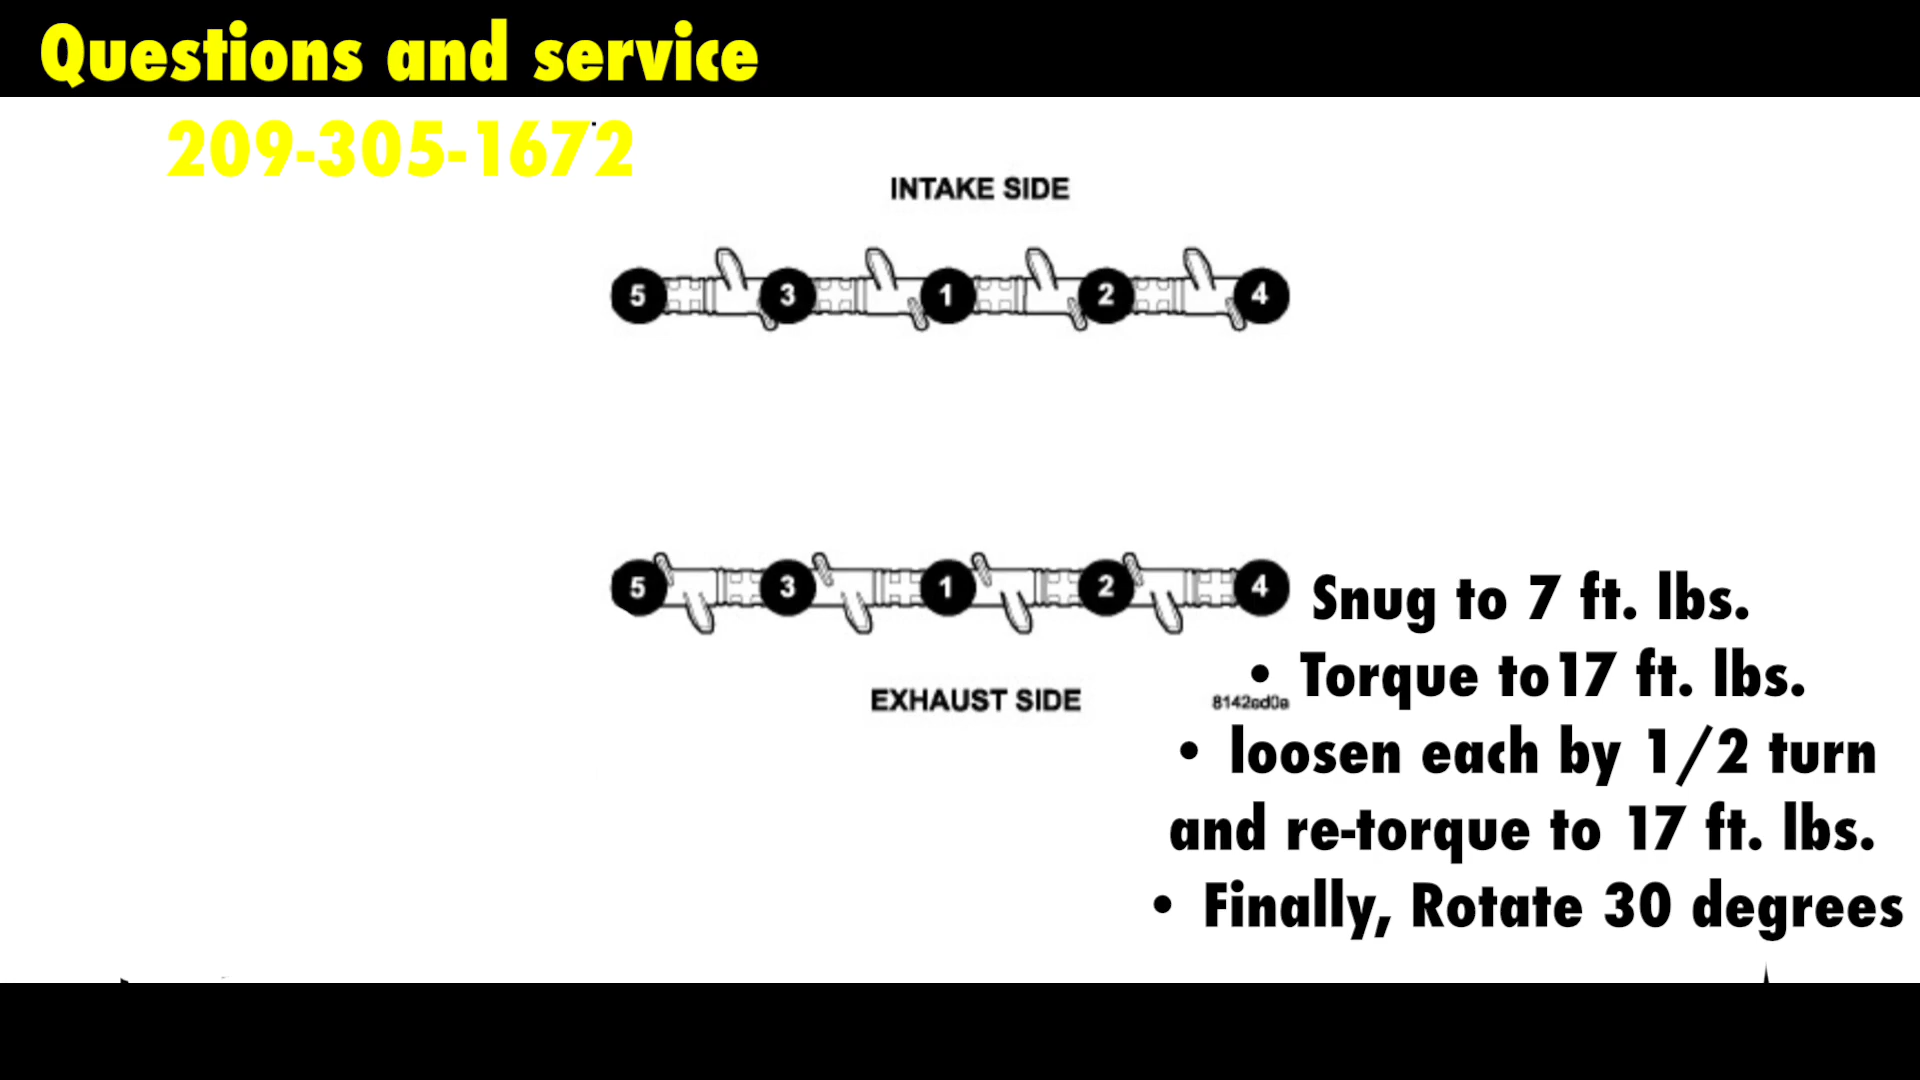 Questions and service
209-305-1672
INTAKE SIDE
5 3 1 2 4
5 3 1 2 4
EXHAUST SIDE
Snug to 7 ft. lbs.
• Torque to17 ft. lbs.
• loosen each by 1/2 turn
and re-torque to 17 ft. lbs.
• Finally, Rotate 30 degrees